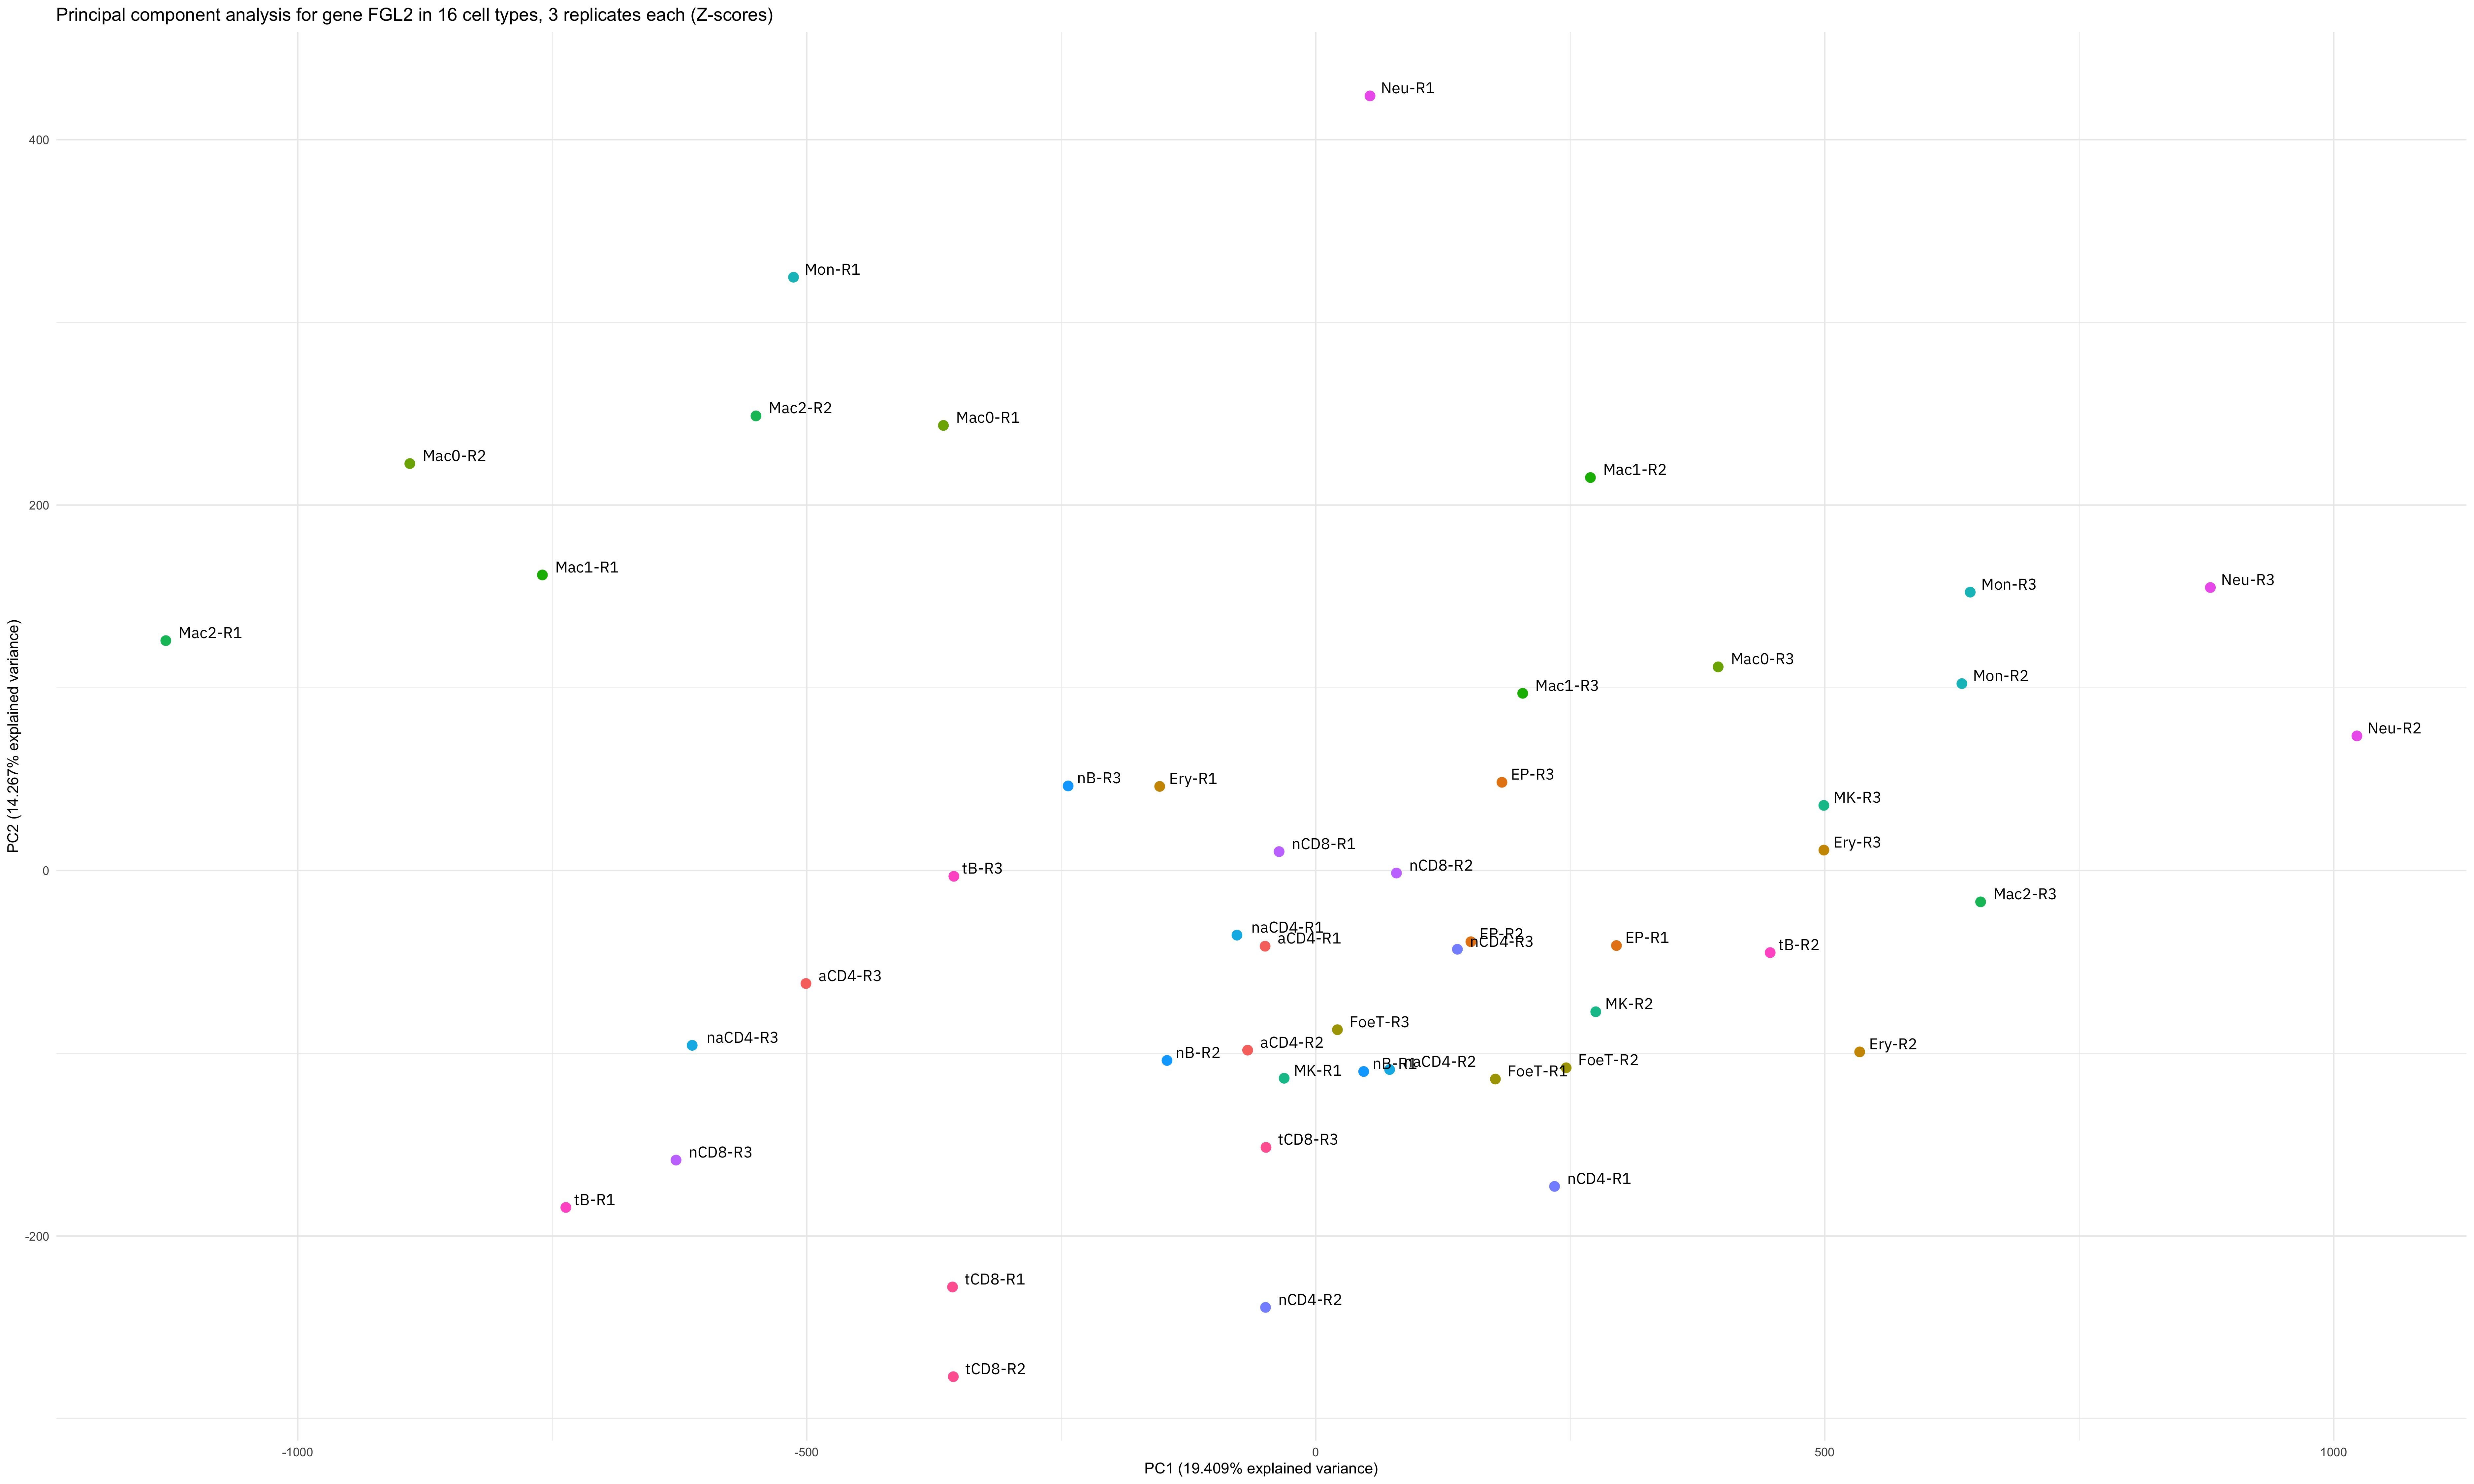 Principal component analysis for gene FGL2 in 16 cell types, 3 replicates each (Z-scores)
Neu-R1
400
Mon-R1
Mac2-R2
Mac0-R1
Mac0-R2
Mac1-R2
200
Mac1-R1
Mon-R3
Neu-R3
Mac2-R1
Mac0-R3
Mac1-R3
Mon-R2
Neu-R2
nB-R3
Ery-R1
EP-R3
MK-R3
nCD8-R1
Ery-R3
tB-R3
nCD8-R2
0
Mac2-R3
naCD4-R1
aCD4-R1
EP-R2
nCD4-R3
EP-R1
tB-R2
aCD4-R3
MK-R2
FoeT-R3
naCD4-R3
aCD4-R2
Ery-R2
nB-R2
nB-R1
naCD4-R2
FoeT-R2
MK-R1
FoeT-R1
tCD8-R3
nCD8-R3
nCD4-R1
tB-R1
-200
tCD8-R1
nCD4-R2
tCD8-R2
PC2 (14.267% explained variance)
-1000
-500
0
500
1000
PC1 (19.409% explained variance)